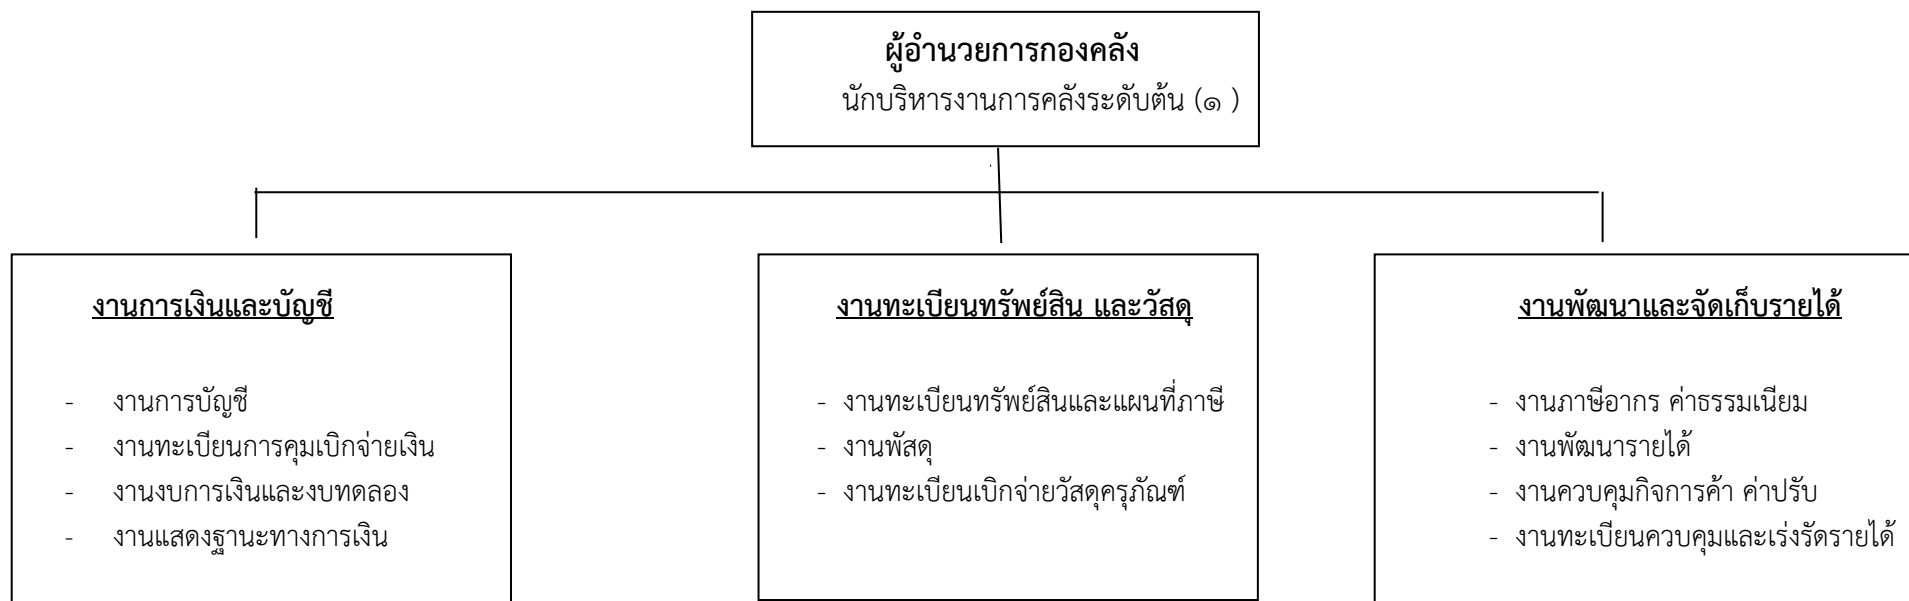 ผู้อำนวยการกองคลัง
นักบริหารงานการคลังระดับต้น (๑ )
งานการเงินและบัญชี
- งานการบัญชี
- งานทะเบียนการคุมเบิกจ่ายเงิน
- งานงบการเงินและงบทดลอง
- งานแสดงฐานะทางการเงิน
งานทะเบียนทรัพย์สิน และวัสดุ
- งานทะเบียนทรัพย์สินและแผนที่ภาษี
- งานพัสดุ
- งานทะเบียนเบิกจ่ายวัสดุครุภัณฑ์
งานพัฒนาและจัดเก็บรายได้
- งานภาษีอากร ค่าธรรมเนียม
- งานพัฒนารายได้
- งานควบคุมกิจการค้า ค่าปรับ
- งานทะเบียนควบคุมและเร่งรัดรายได้